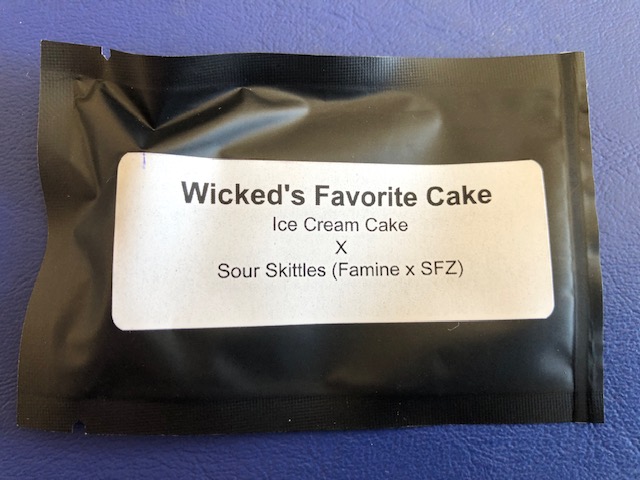 Wicked's Favorite Cake
Ice Cream Cake
X
Sour Skittles (Famine x SFZ)